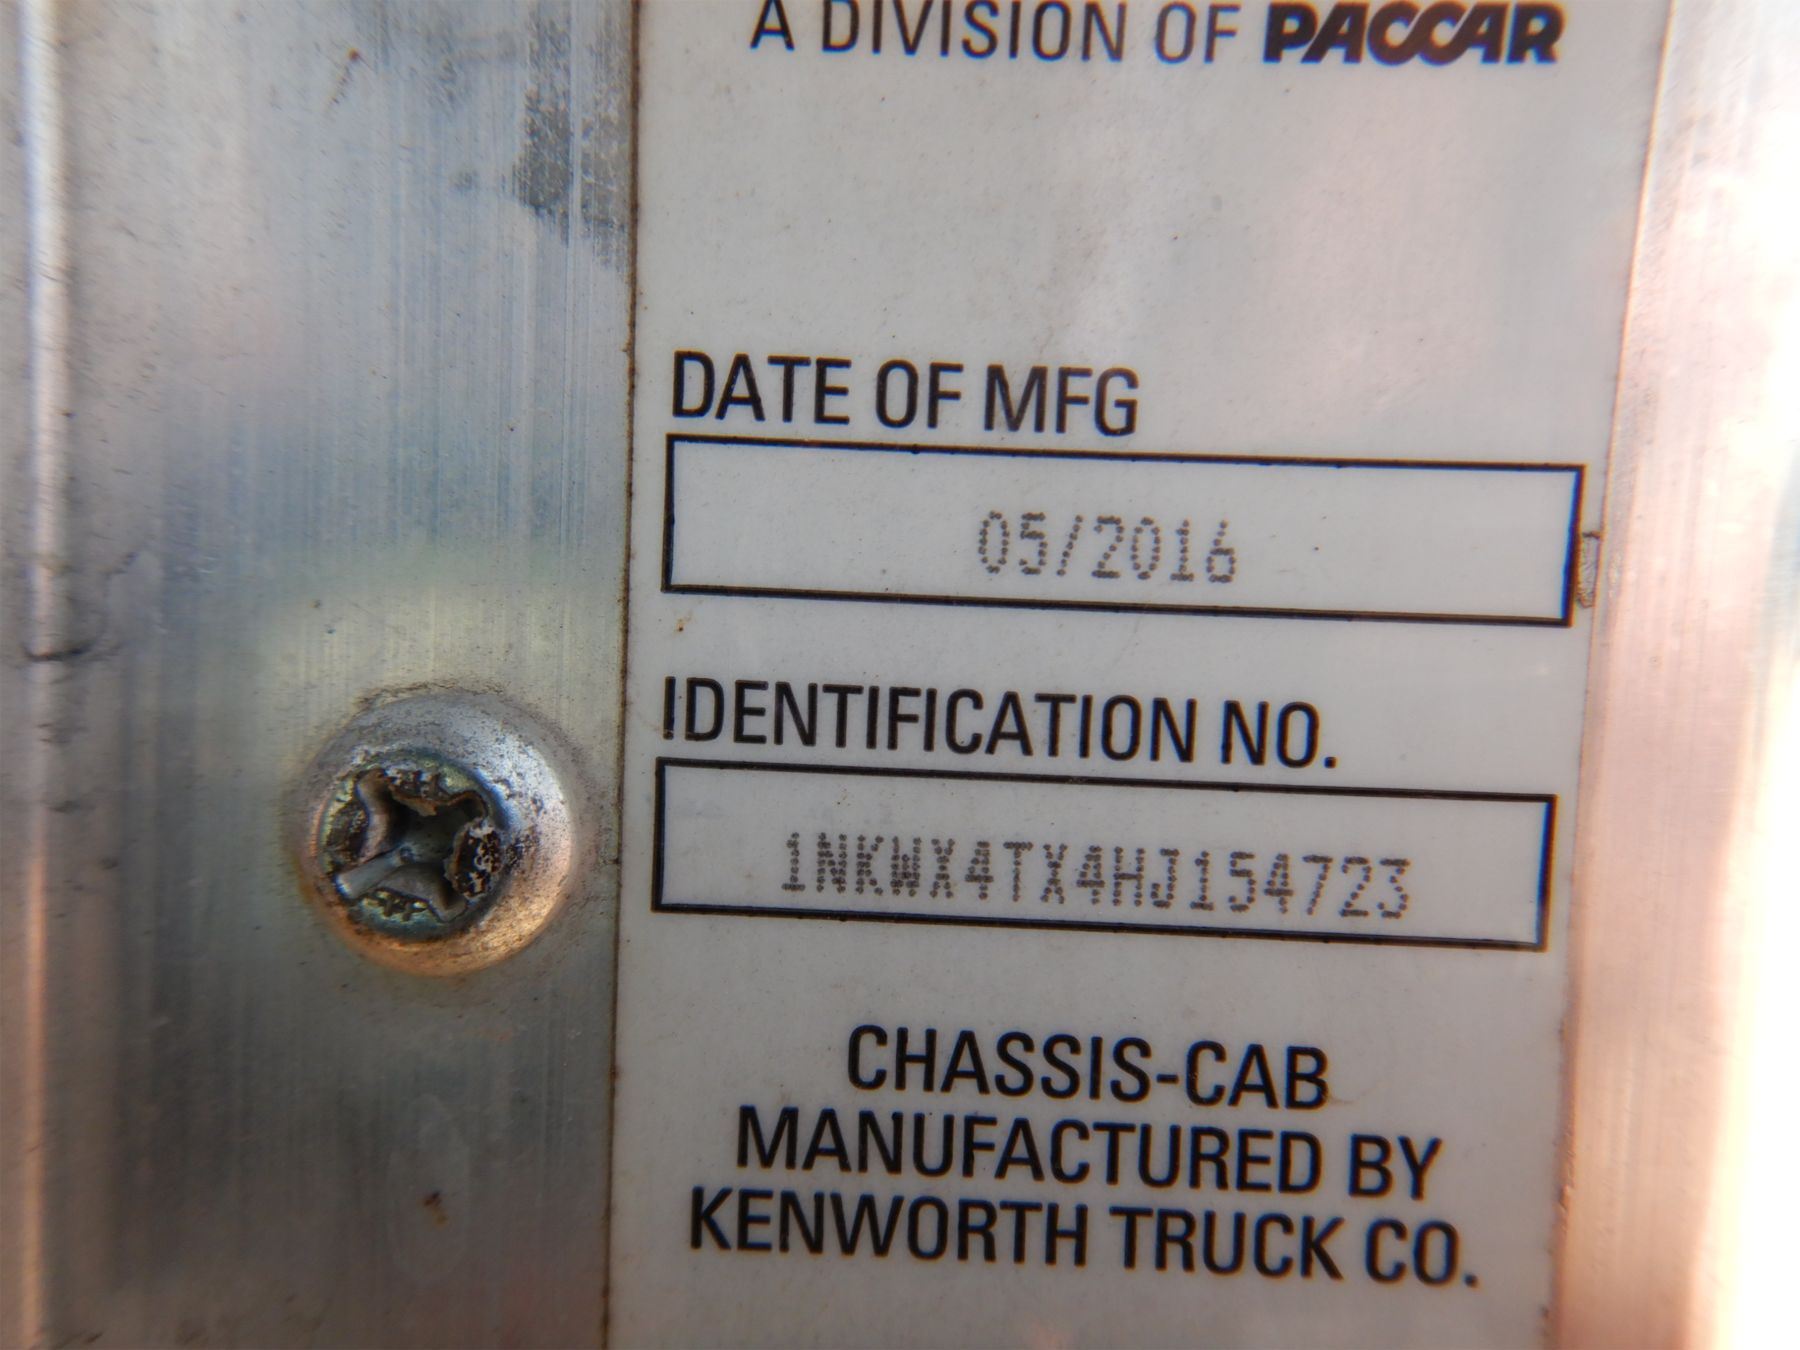 A DIVISION OF PACCAR
DATE OF MFG
05/2016
IDENTIFICATION NO.
1NKWX4TX4HJ154723
CHASSIS-CAB
MANUFACTURED BY
KENWORTH TRUCK CO.